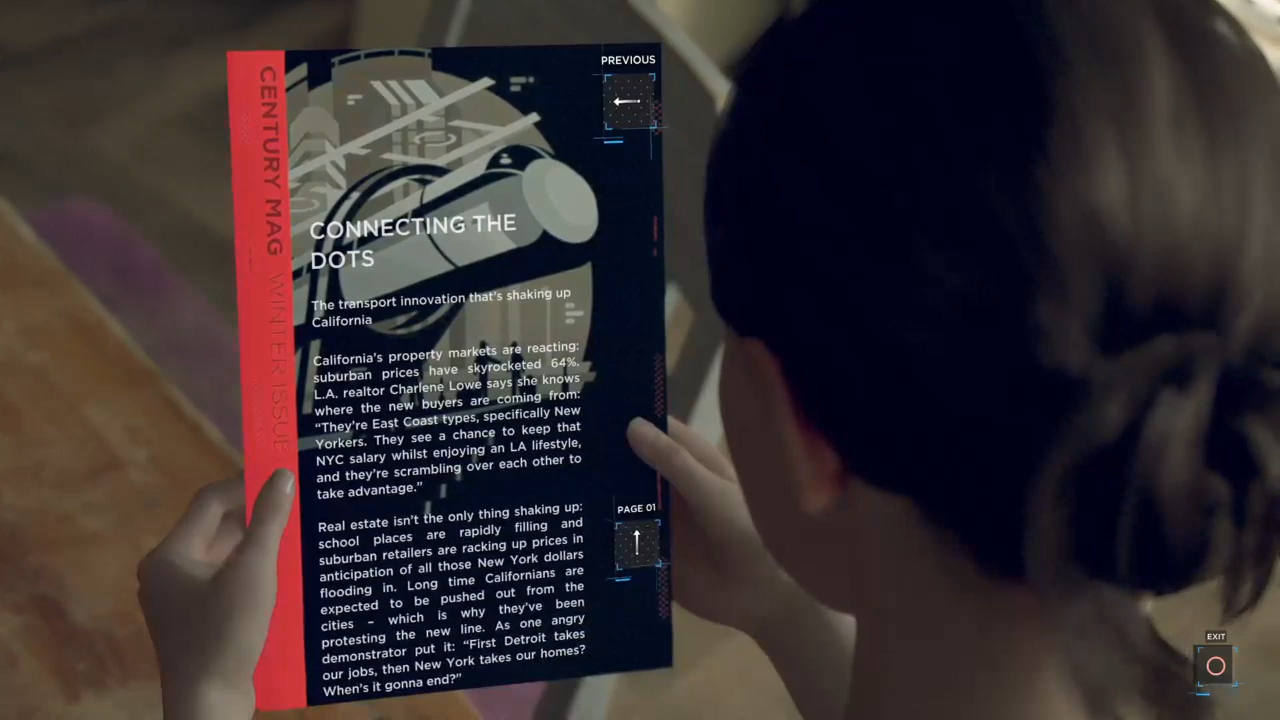 PREVIOUS
CENTURY MAG WINTER ISSUE
CONNECTING THE
DOTS
The transport innovation that's shaking up
California
California's property markets are reacting:
suburban prices have skyrocketed 64%.
L.A. realtor Charlene Lowe says she knows
where the new buyers are coming from:
“They're East Coast types, specifically New
Yorkers. They see a chance to keep that
NYC salary whilst enjoying an LA lifestyle,
and they're scrambling over each other to
take advantage.”
Real estate isn't the only thing shaking up:
school places are rapidly filling and
suburban retailers are racking up prices in
anticipation of all those New York dollars
flooding in. Long time Californians are
expected to be pushed out from the
cities – which is why they've been
protesting the new line. As one angry
demonstrator put it: “First Detroit takes
our jobs, then New York takes our homes?
When's it gonna end?”
PAGE 01
EXIT